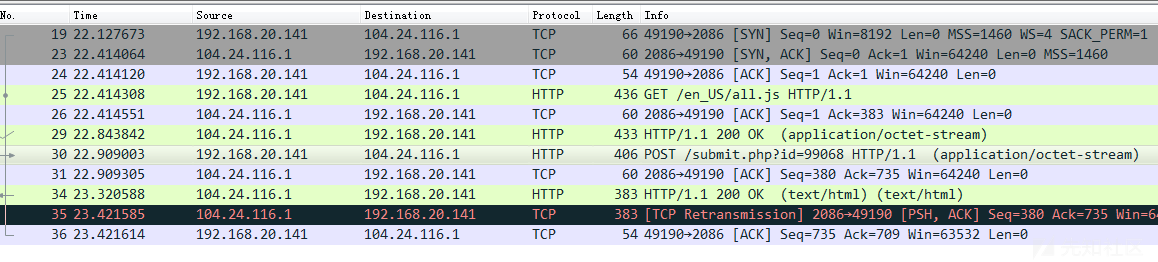 No. Time Source Destination Protocol Length Info
19 22.127673 192.168.20.141 104.24.116.1 TCP 66 49190→2086 [SYN] Seq=0 Win=8192 Len=0 MSS=1460 WS=4 SACK_PERM=1
23 22.414064 104.24.116.1 192.168.20.141 TCP 60 2086→49190 [SYN, ACK] Seq=0 Ack=1 Win=64240 Len=0 MSS=1460
24 22.414120 192.168.20.141 104.24.116.1 TCP 54 49190→2086 [ACK] Seq=1 Ack=1 Win=64240 Len=0
25 22.414308 192.168.20.141 104.24.116.1 HTTP 436 GET /en_US/all.js HTTP/1.1
26 22.414551 104.24.116.1 192.168.20.141 TCP 60 2086→49190 [ACK] Seq=1 Ack=383 Win=64240 Len=0
29 22.843842 104.24.116.1 192.168.20.141 HTTP 433 HTTP/1.1 200 OK (application/octet-stream)
30 22.909003 192.168.20.141 104.24.116.1 HTTP 406 POST /submit.php?id=99068 HTTP/1.1 (application/octet-stream)
31 22.909305 104.24.116.1 192.168.20.141 TCP 60 2086→49190 [ACK] Seq=380 Ack=735 Win=64240 Len=0
34 23.320588 104.24.116.1 192.168.20.141 HTTP 383 HTTP/1.1 200 OK (text/html) (text/html)
35 23.421585 104.24.116.1 192.168.20.141 TCP 383 [TCP Retransmission] 2086→49190 [PSH, ACK] Seq=380 Ack=735 Win=64
36 23.421614 192.168.20.141 104.24.116.1 TCP 54 49190→2086 [ACK] Seq=735 Ack=709 Win=63532 Len=0